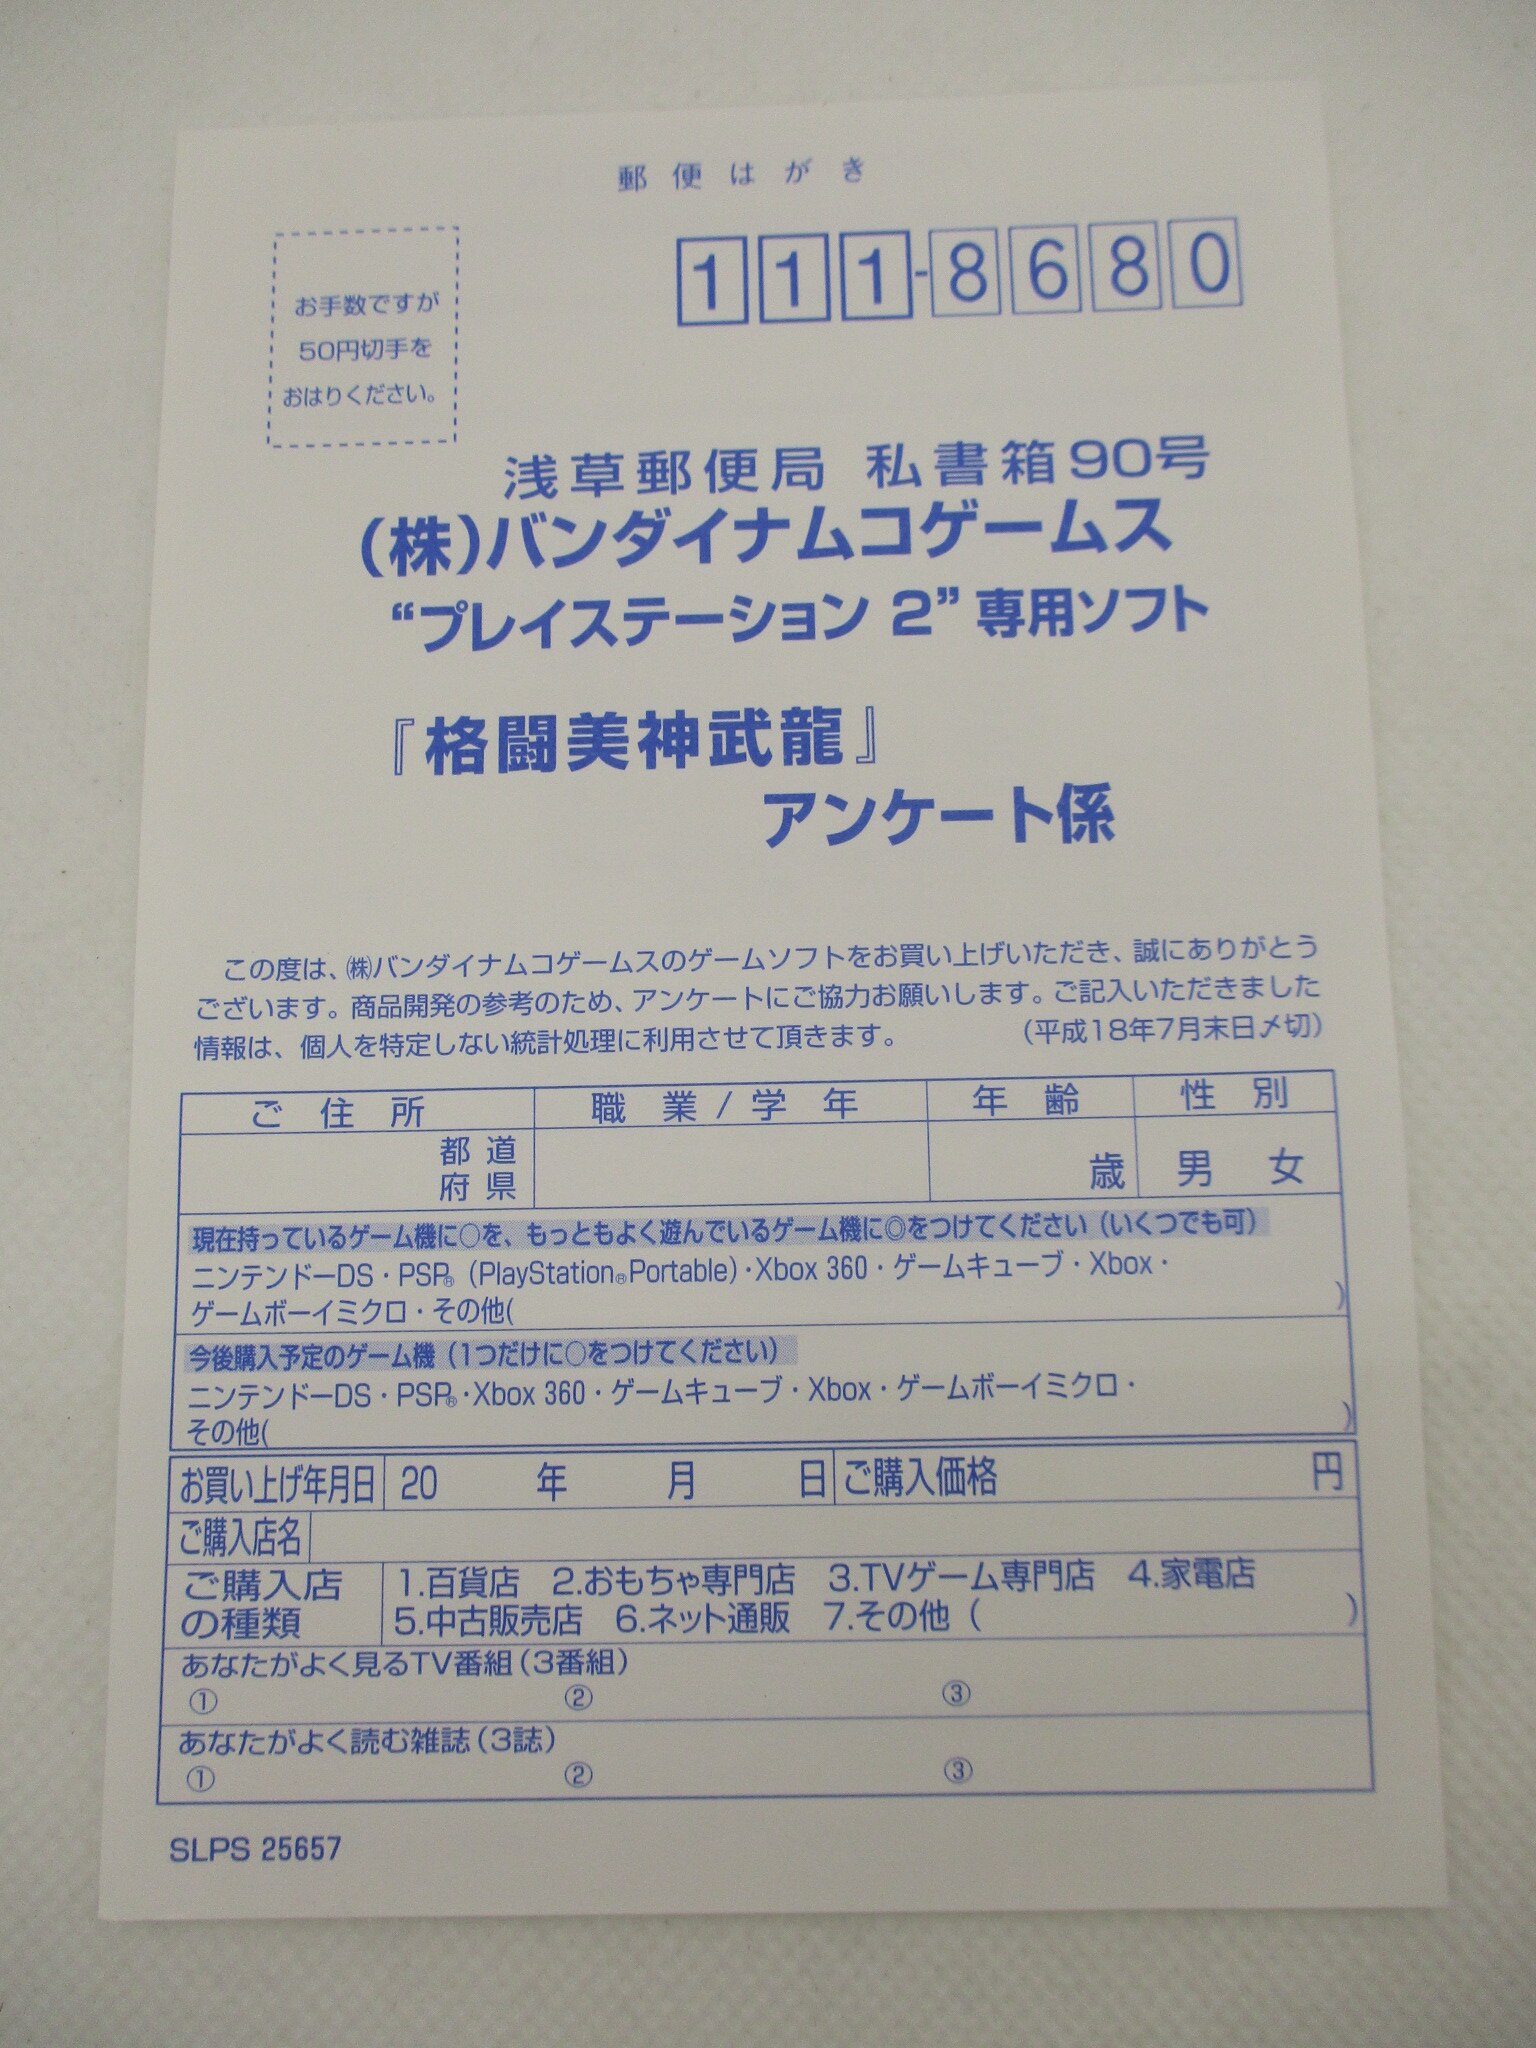 郵便はがき
111-8680
お手数ですが
50円切手を
おはりください。
浅草郵便局 私書箱90号
(株)バンダイナムコゲームス
“プレイステーション 2”専用ソフト
『格闘美神武龍』
アンケート係
この度は、㈱バンダイナムコゲームスのゲームソフトをお買い上げいただき、誠にありがとう
ございます。商品開発の参考のため、アンケートにご協力お願いします。ご記入いただきました
情報は、個人を特定しない統計処理に利用させて頂きます。 (平成18年7月末日〆切)
ご住所 職業/学年 年齢 性別
都道
府県 歳 男 女
現在持っているゲーム機に○を、もっともよく遊んでいるゲーム機に◎をつけてください(いくつでも可)
ニンテンドーDS・PSP®(PlayStation®Portable)・Xbox 360・ゲームキューブ・Xbox・
ゲームボーイミクロ・その他( )
今後購入予定のゲーム機(1つだけに○をつけてください)
ニンテンドーDS・PSP®・Xbox 360・ゲームキューブ・Xbox・ゲームボーイミクロ・
その他( )
お買い上げ年月日 20 年 月 日 ご購入価格 円
ご購入店名
ご購入店 1.百貨店 2.おもちゃ専門店 3.TVゲーム専門店 4.家電店
の種類 5.中古販売店 6.ネット通販 7.その他( )
あなたがよく見るTV番組(3番組)
① ② ③
あなたがよく読む雑誌(3誌)
① ② ③
SLPS 25657